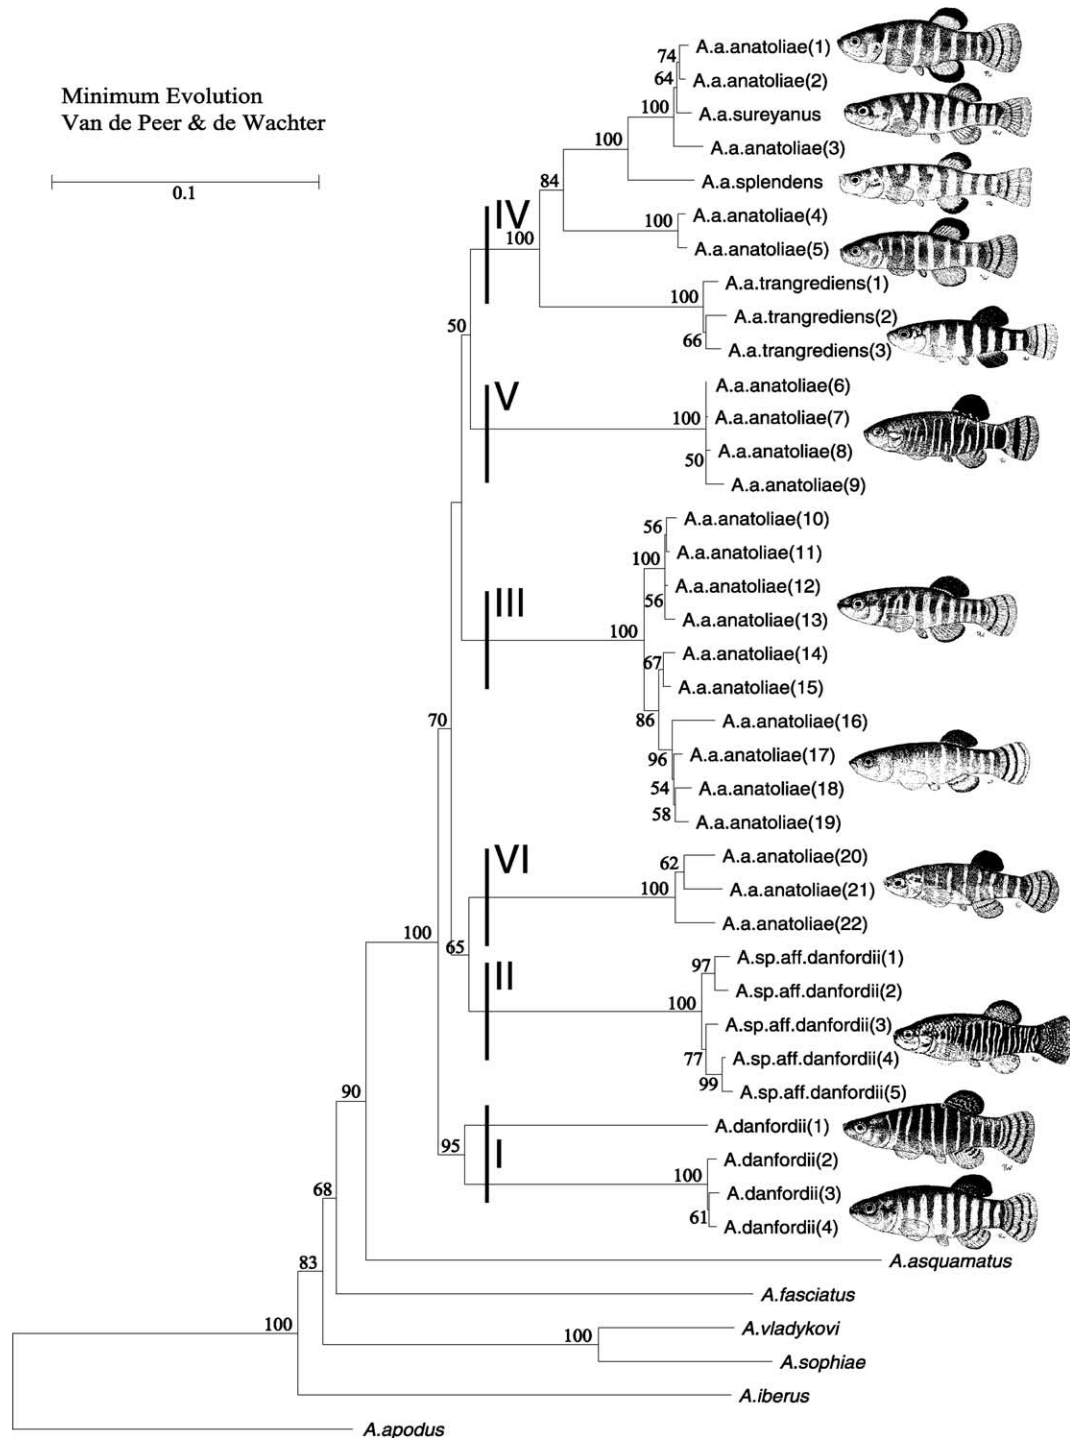 Minimum Evolution
Van de Peer & de Wachter
0.1
A.a.anatoliae(1)
74
A.a.anatoliae(2)
64
A.a.sureyanus
100
A.a.anatoliae(3)
100
A.a.splendens
84
A.a.anatoliae(4)
100
IV
100
A.a.anatoliae(5)
A.a.trangrediens(1)
100
A.a.trangrediens(2)
66
A.a.trangrediens(3)
50
V
A.a.anatoliae(6)
A.a.anatoliae(7)
100
A.a.anatoliae(8)
50
A.a.anatoliae(9)
A.a.anatoliae(10)
56
A.a.anatoliae(11)
100
A.a.anatoliae(12)
56
A.a.anatoliae(13)
III
100
A.a.anatoliae(14)
67
A.a.anatoliae(15)
86
A.a.anatoliae(16)
70
A.a.anatoliae(17)
96
A.a.anatoliae(18)
54
58
A.a.anatoliae(19)
VI
A.a.anatoliae(20)
62
A.a.anatoliae(21)
100
A.a.anatoliae(22)
100
65
A.sp.aff.danfordii(1)
97
II
A.sp.aff.danfordii(2)
100
A.sp.aff.danfordii(3)
77
A.sp.aff.danfordii(4)
99
A.sp.aff.danfordii(5)
90
A.danfordii(1)
95
I
A.danfordii(2)
100
A.danfordii(3)
61
A.danfordii(4)
68
A.asquamatus
83
A.fasciatus
100
A.vladykovi
100
A.sophiae
A.iberus
A.apodus